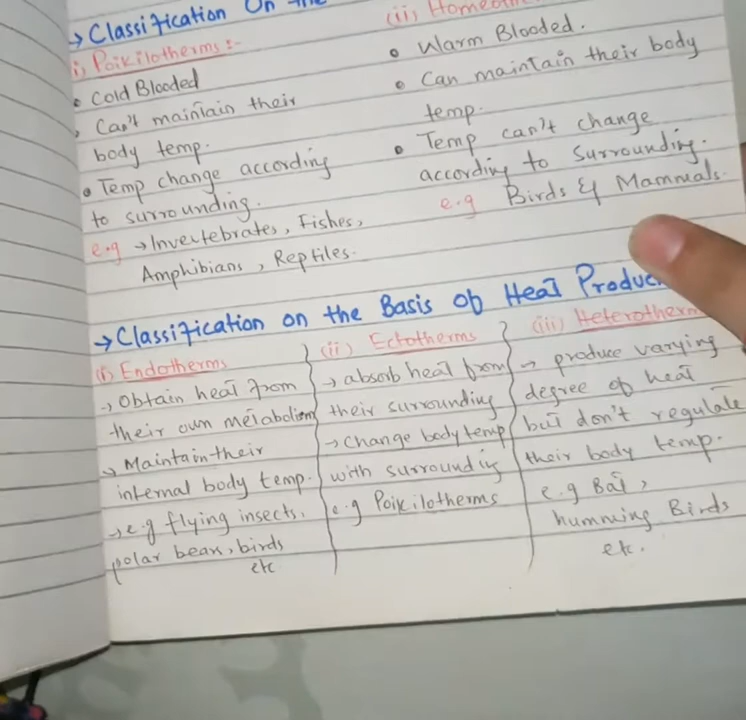 → Classification On the
i) Poikilotherms:-
• Cold Blooded
• Can't maintain their
body temp.
• Temp change according
to surrounding.
e.g → Invertebrates, Fishes,
Amphibians, Reptiles.
(ii)
• Warm Blooded.
• Can maintain their body
temp.
• Temp can't change
according to surrounding.
e.g Birds & Mammals.
→ Classification on the Basis of Heat Produc
(i) Endotherms
→ Obtain heat from
their own metabolism
→ Maintain their
internal body temp.
→ e.g flying insects,
polar bears, birds
etc
(ii) Ectotherms
→ absorb heat from
their surrounding
→ change body temp
with surrounding
e.g Poikilotherms
(iii) Heterotherm
→ produce varying
degree of heat
but don't regulate
their body temp.
e.g Bat,
humming Birds
etc.